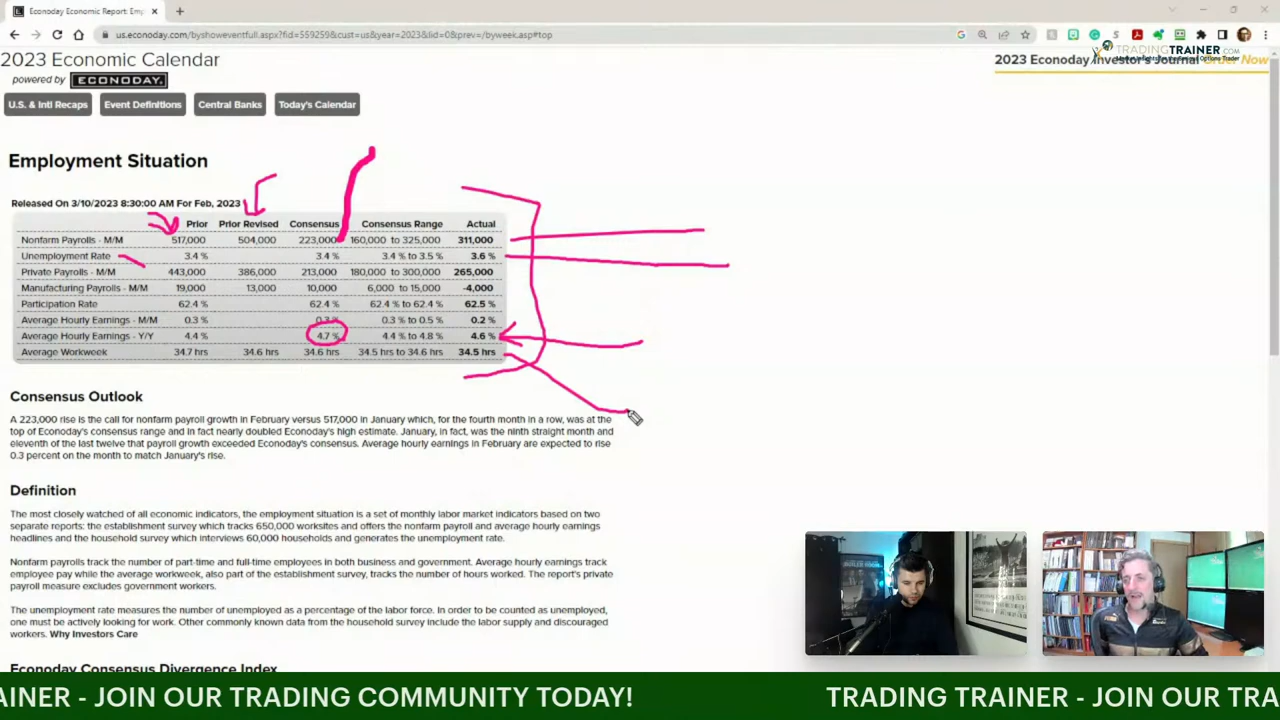 Econoday Economic Report: Emp
us.econoday.com/byshoweventfull.aspx?fid=559259&cust=us&year=2023&lid=0&prev=/byweek.asp#top
TRADINGTRAINER.COM
2023 Economic Calendar
2023 Econoday Investor's Journal Order Now
powered by ECONODAY
U.S. & Intl Recaps Event Definitions Central Banks Today's Calendar
Employment Situation
Released On 3/10/2023 8:30:00 AM For Feb, 2023
Prior Prior Revised Consensus Consensus Range Actual
Nonfarm Payrolls - M/M 517,000 504,000 223,000 160,000 to 325,000 311,000
Unemployment Rate 3.4 % 3.4 % 3.4 % to 3.5 % 3.6 %
Private Payrolls - M/M 443,000 386,000 213,000 180,000 to 300,000 265,000
Manufacturing Payrolls - M/M 19,000 13,000 10,000 6,000 to 15,000 -4,000
Participation Rate 62.4 % 62.4 % 62.4 % to 62.4 % 62.5 %
Average Hourly Earnings - M/M 0.3 % 0.3 % 0.3 % to 0.5 % 0.2 %
Average Hourly Earnings - Y/Y 4.4 % 4.7 % 4.4 % to 4.8 % 4.6 %
Average Workweek 34.7 hrs 34.6 hrs 34.6 hrs 34.5 hrs to 34.6 hrs 34.5 hrs
Consensus Outlook
A 223,000 rise is the call for nonfarm payroll growth in February versus 517,000 in January which, for the fourth month in a row, was at the
top of Econoday's consensus range and in fact nearly doubled Econoday's high estimate. January, in fact, was the ninth straight month and
eleventh of the last twelve that payroll growth exceeded Econoday's consensus. Average hourly earnings in February are expected to rise
0.3 percent on the month to match January's rise.
Definition
The most closely watched of all economic indicators, the employment situation is a set of monthly labor market indicators based on two
separate reports: the establishment survey which tracks 650,000 worksites and offers the nonfarm payroll and average hourly earnings
headlines and the household survey which interviews 60,000 households and generates the unemployment rate.
Nonfarm payrolls track the number of part-time and full-time employees in both business and government. Average hourly earnings track
employee pay while the average workweek, also part of the establishment survey, tracks the number of hours worked. The report's private
payroll measure excludes government workers.
The unemployment rate measures the number of unemployed as a percentage of the labor force. In order to be counted as unemployed,
one must be actively looking for work. Other commonly known data from the household survey include the labor supply and discouraged
workers. Why Investors Care
Econoday Consensus Divergence Index
AINER - JOIN OUR TRADING COMMUNITY TODAY! TRADING TRAINER - JOIN OUR TRA